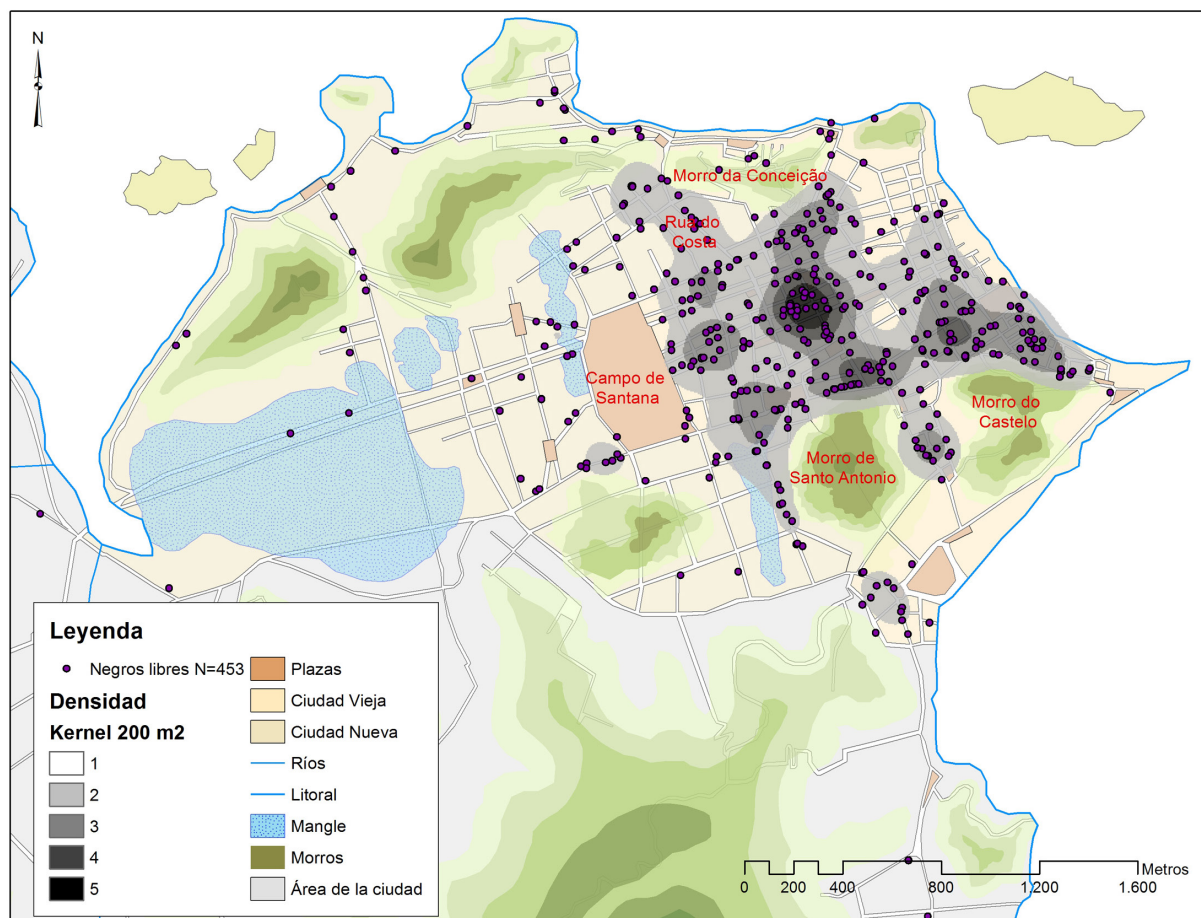 N
Morro da Conceição
Rua do
Costa
Campo de
Santana
Morro do
Castelo
Morro de
Santo Antonio
Leyenda
Negros libres N=453
Densidad
Kernel 200 m2
1
2
3
4
5
Plazas
Ciudad Vieja
Ciudad Nueva
Ríos
Litoral
Mangle
Morros
Área de la ciudad
Metros
0 200 400 800 1.200 1.600